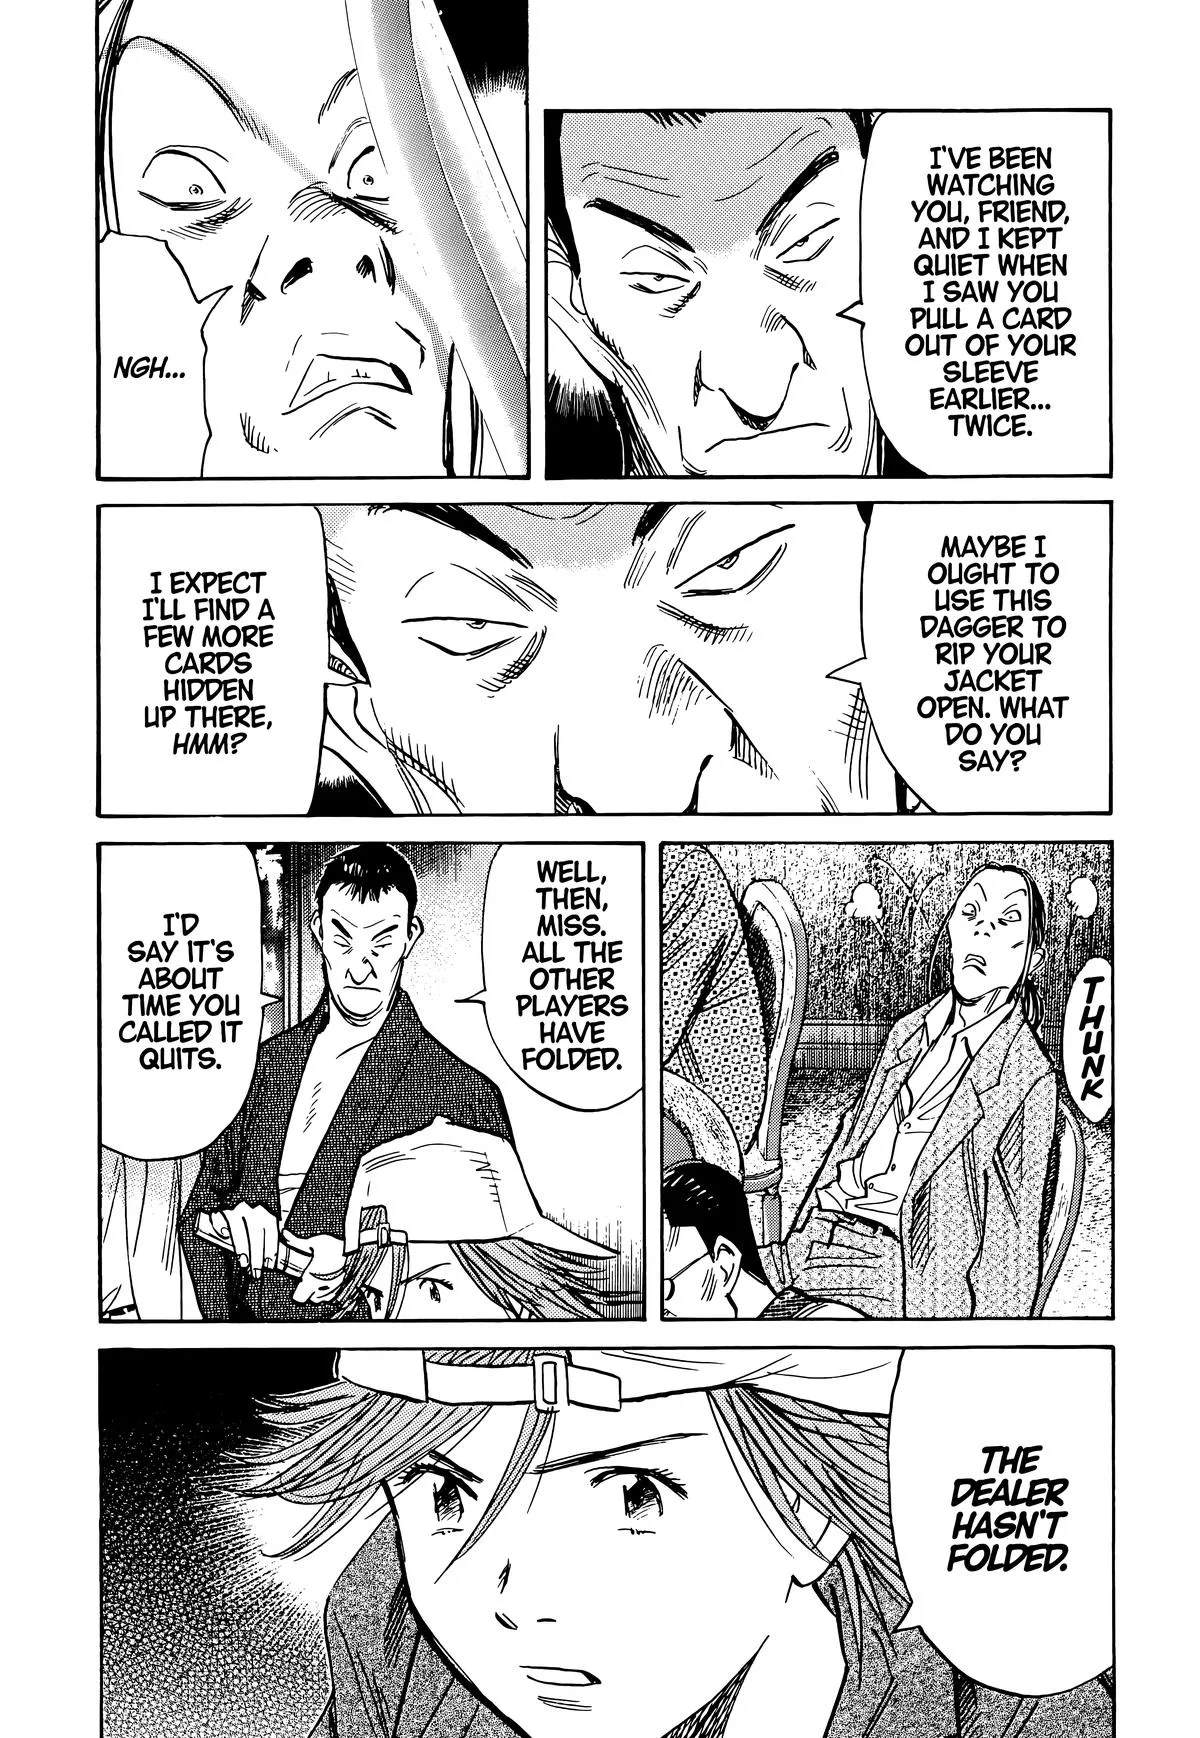 I'VE BEEN
WATCHING
YOU, FRIEND,
AND I KEPT
QUIET WHEN
I SAW YOU
PULL A CARD
OUT OF YOUR
SLEEVE
EARLIER...
TWICE.
NGH...
MAYBE I
OUGHT TO
USE THIS
DAGGER TO
RIP YOUR
JACKET
OPEN. WHAT
DO YOU
SAY?
I EXPECT
I'LL FIND A
FEW MORE
CARDS
HIDDEN
UP THERE,
HMM?
THUNK
WELL,
THEN,
MISS.
ALL THE
OTHER
PLAYERS
HAVE
FOLDED.
I'D
SAY IT'S
ABOUT
TIME YOU
CALLED IT
QUITS.
THE
DEALER
HASN'T
FOLDED.